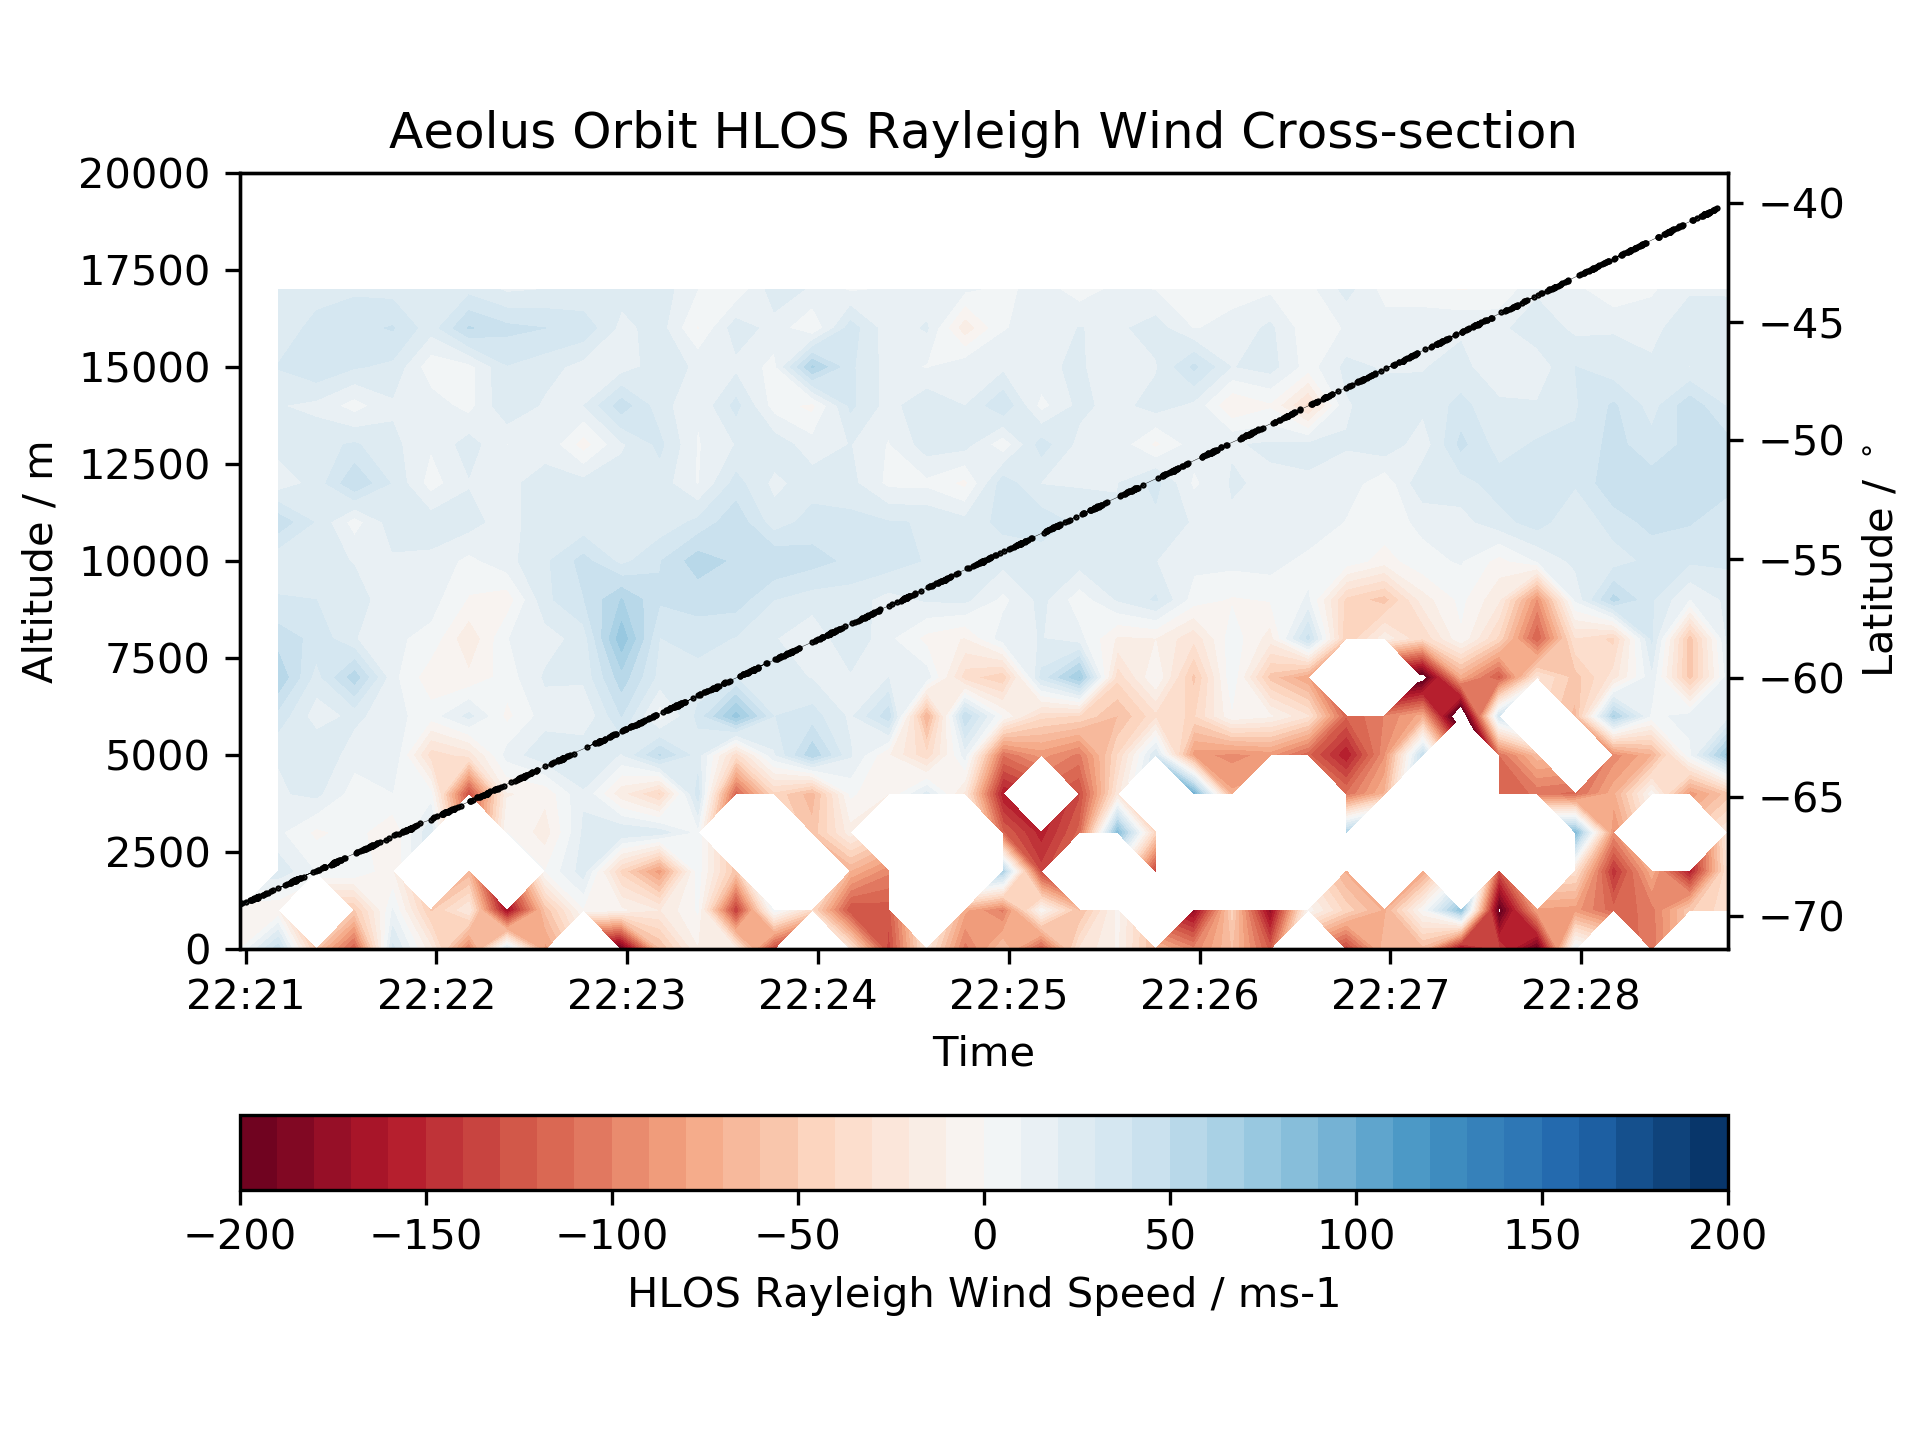 Aeolus Orbit HLOS Rayleigh Wind Cross-section
20000
17500
15000
12500
10000
7500
5000
2500
0
Altitude / m
−40
−45
−50
−55
−60
−65
−70
Latitude / °
22:21 22:22 22:23 22:24 22:25 22:26 22:27 22:28
Time
−200 −150 −100 −50 0 50 100 150 200
HLOS Rayleigh Wind Speed / ms-1